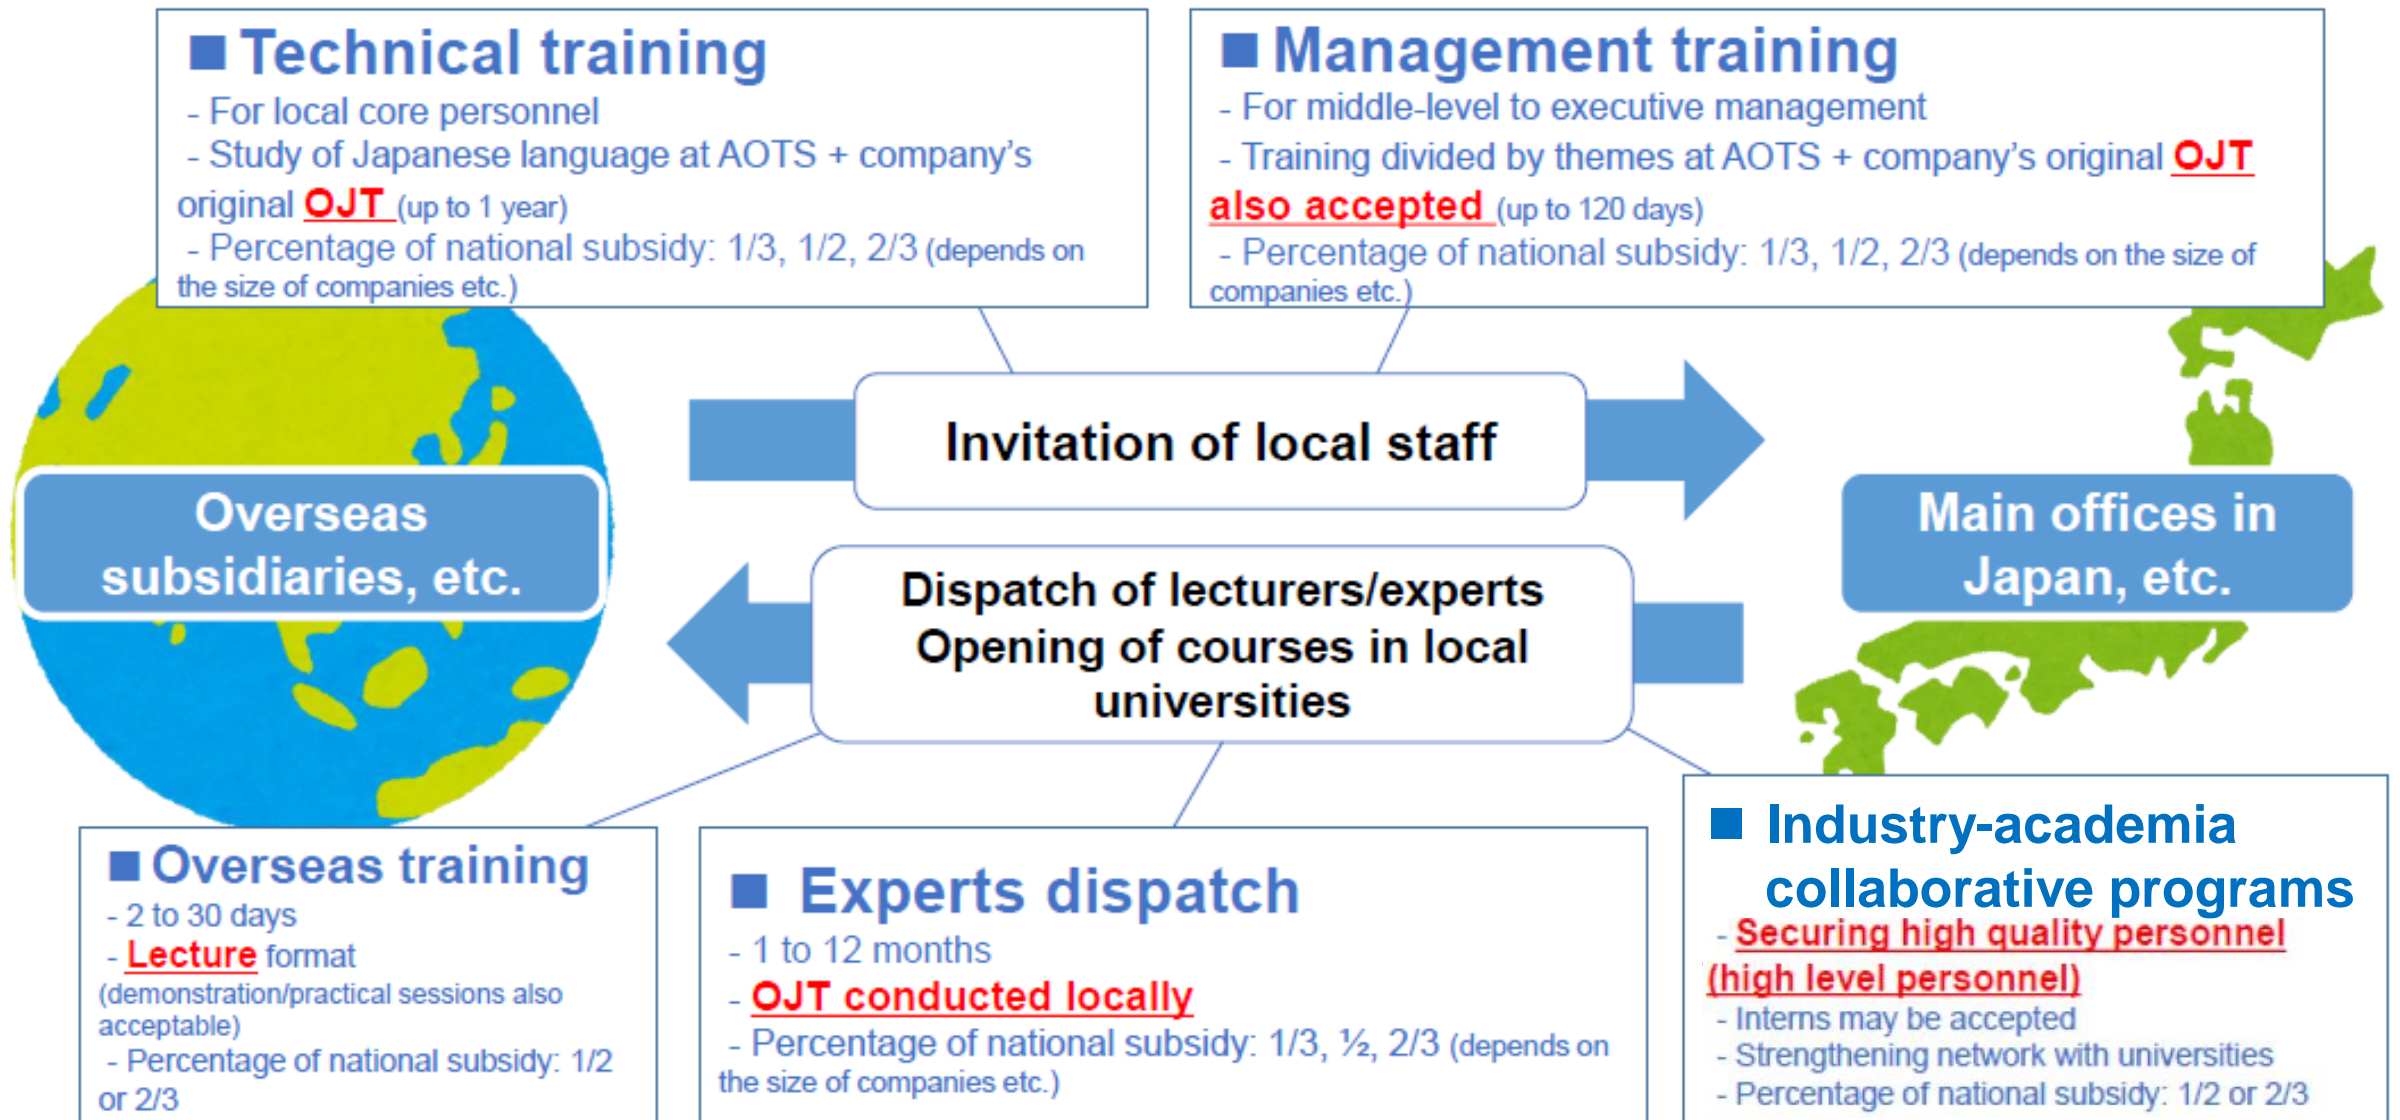 ■ Technical training
- For local core personnel
- Study of Japanese language at AOTS + company's
original OJT (up to 1 year)
- Percentage of national subsidy: 1/3, 1/2, 2/3 (depends on
the size of companies etc.)
■ Management training
- For middle-level to executive management
- Training divided by themes at AOTS + company's original OJT
also accepted (up to 120 days)
- Percentage of national subsidy: 1/3, 1/2, 2/3 (depends on the size of
companies etc.)
Invitation of local staff
Overseas
subsidiaries, etc.
Main offices in
Japan, etc.
Dispatch of lecturers/experts
Opening of courses in local
universities
■ Overseas training
- 2 to 30 days
- Lecture format
(demonstration/practical sessions also
acceptable)
- Percentage of national subsidy: 1/2
or 2/3
■ Experts dispatch
- 1 to 12 months
- OJT conducted locally
- Percentage of national subsidy: 1/3, ½, 2/3 (depends on
the size of companies etc.)
■ Industry-academia
collaborative programs
- Securing high quality personnel
(high level personnel)
- Interns may be accepted
- Strengthening network with universities
- Percentage of national subsidy: 1/2 or 2/3